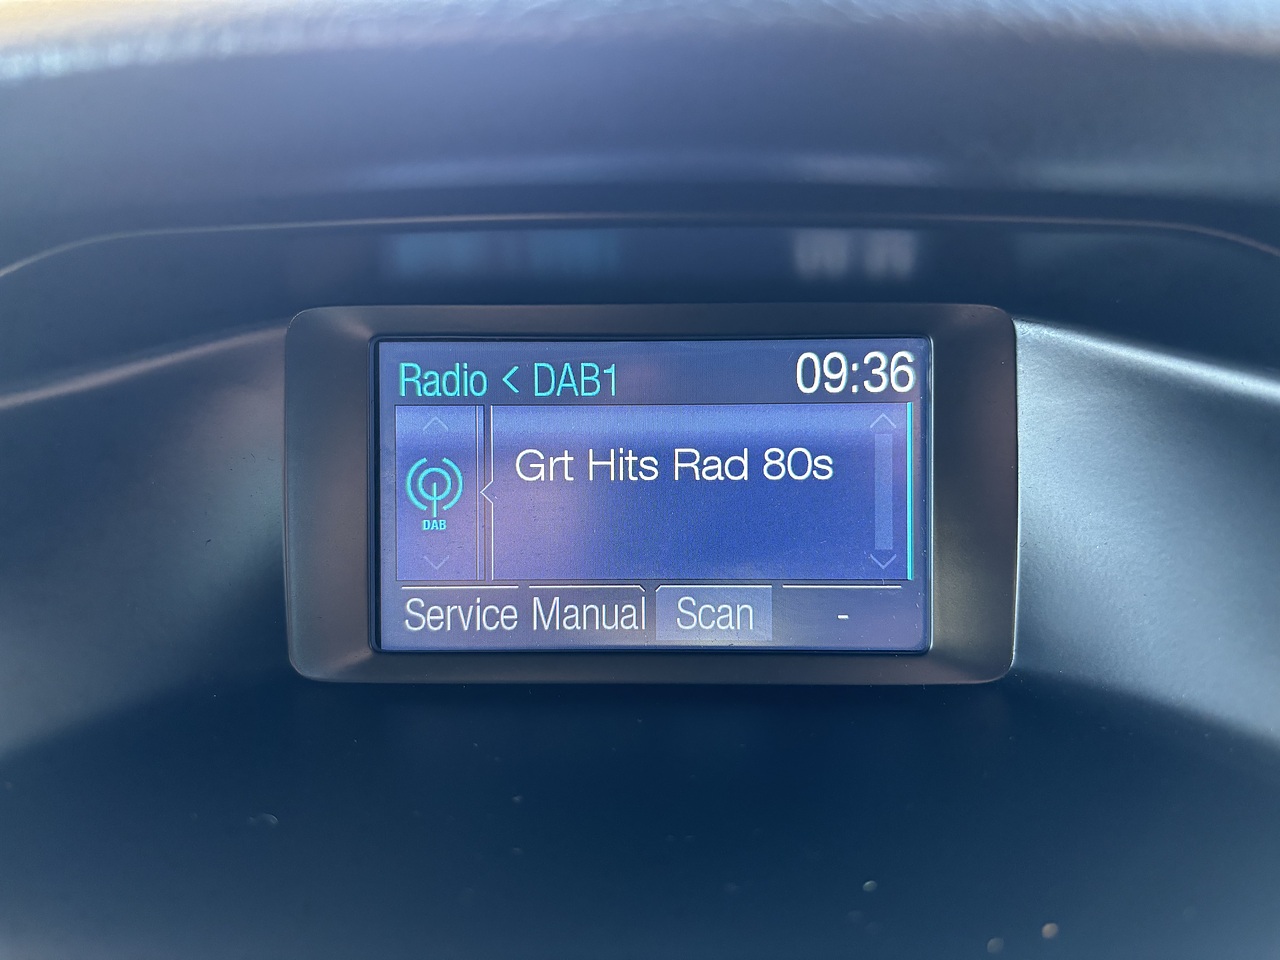 Radio < DAB1 09:36
Grt Hits Rad 80s
DAB
Service Manual Scan -